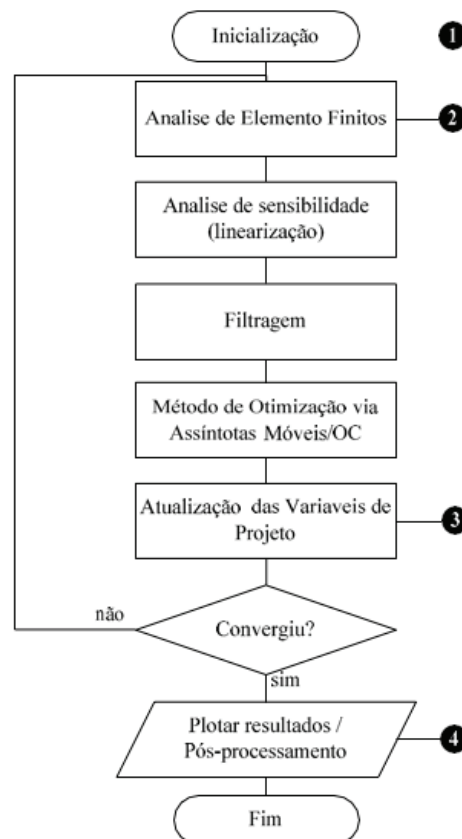 Inicialização
1
Analise de Elemento Finitos
2
Analise de sensibilidade
(linearização)
Filtragem
Método de Otimização via
Assíntotas Móveis/OC
Atualização das Variaveis de
Projeto
3
não
Convergiu?
sim
Plotar resultados /
Pós-processamento
4
Fim